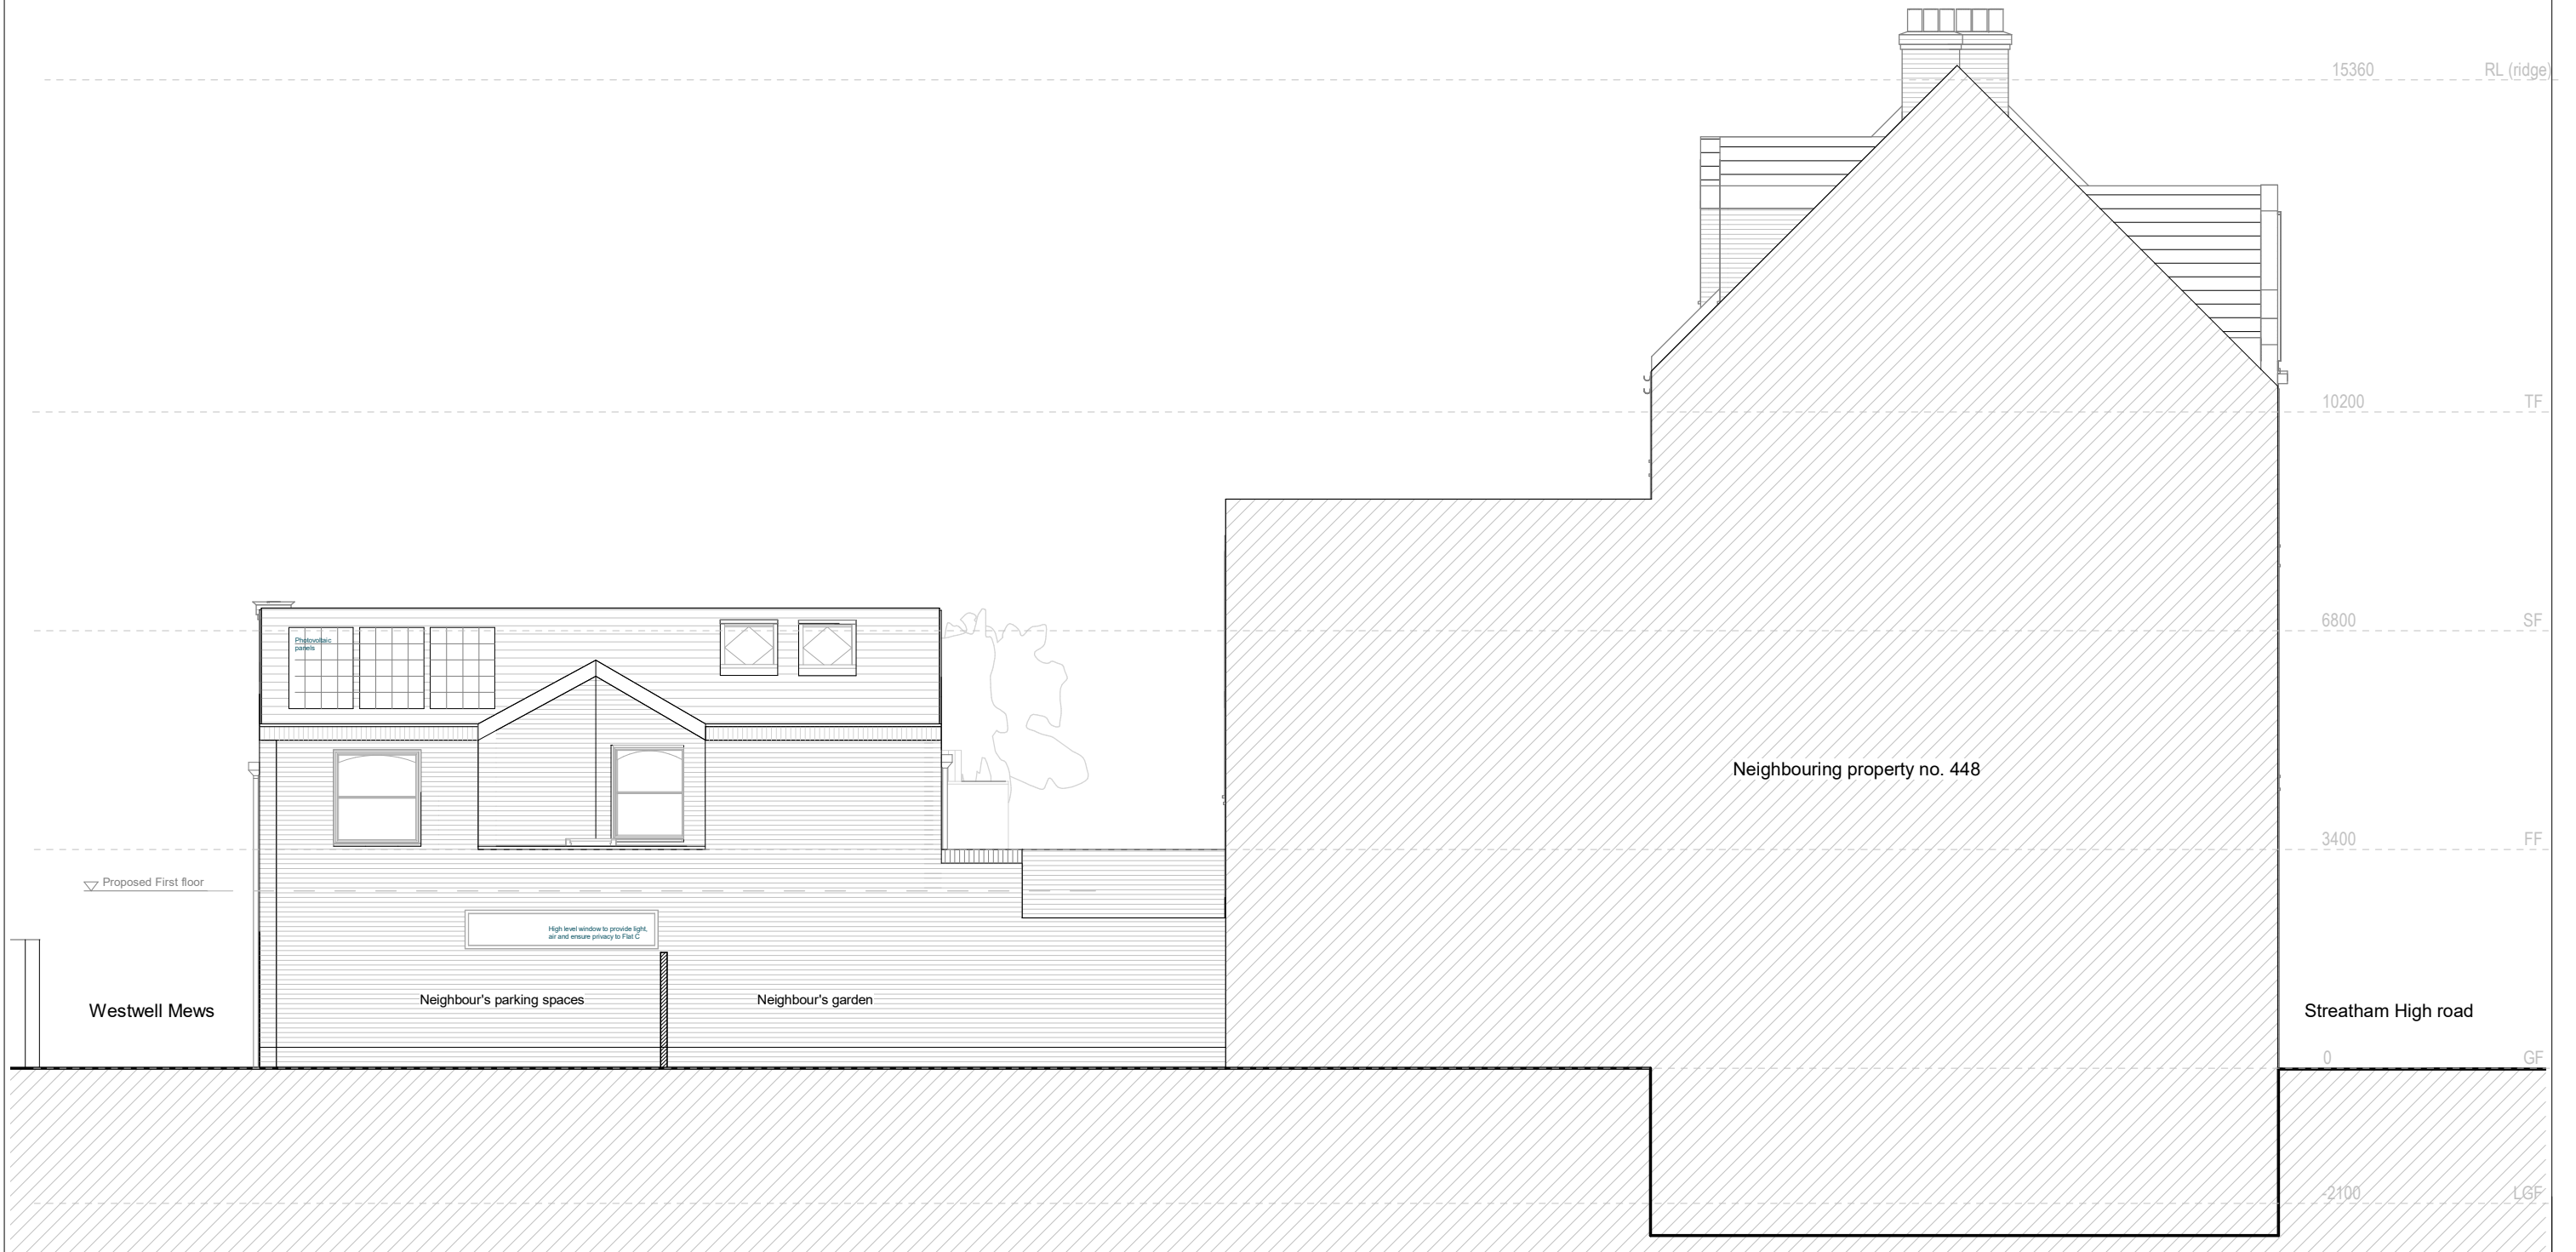 15360 RL (ridge)
10200 TF
6800 SF
Photovoltaic
panels
Neighbouring property no. 448
3400 FF
Proposed First floor
High level window to provide light,
air and ensure privacy to Flat C
Neighbour's parking spaces
Neighbour's garden
Westwell Mews
Streatham High road
0 GF
-2100 LGF